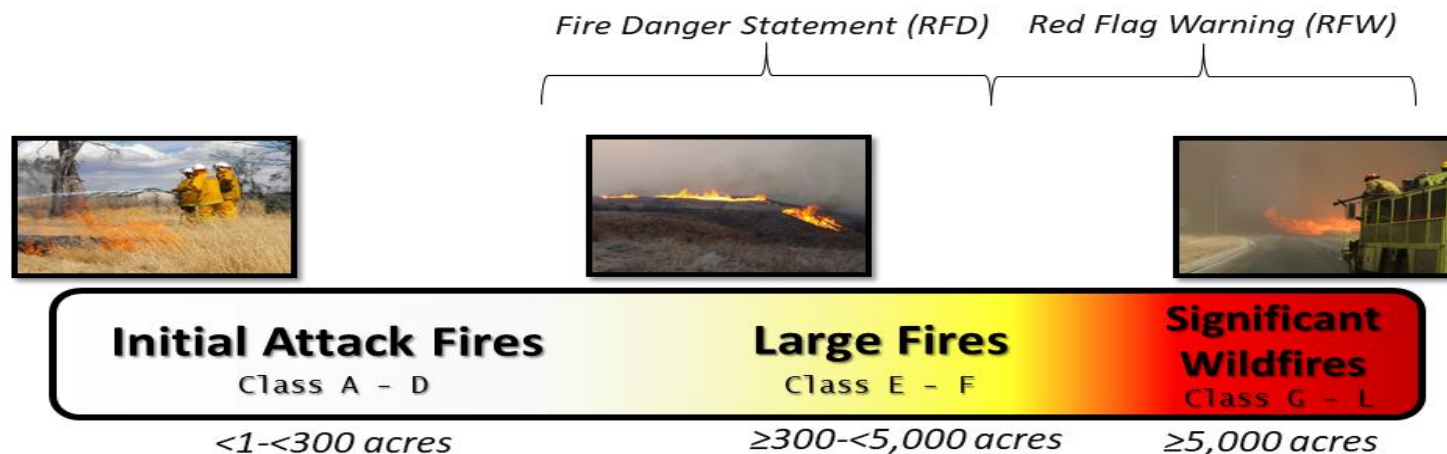 Fire Danger Statement (RFD) Red Flag Warning (RFW)
Initial Attack Fires
Class A - D
Large Fires
Class E - F
Significant
Wildfires
Class G - L
<1-<300 acres
≥300-<5,000 acres
≥5,000 acres